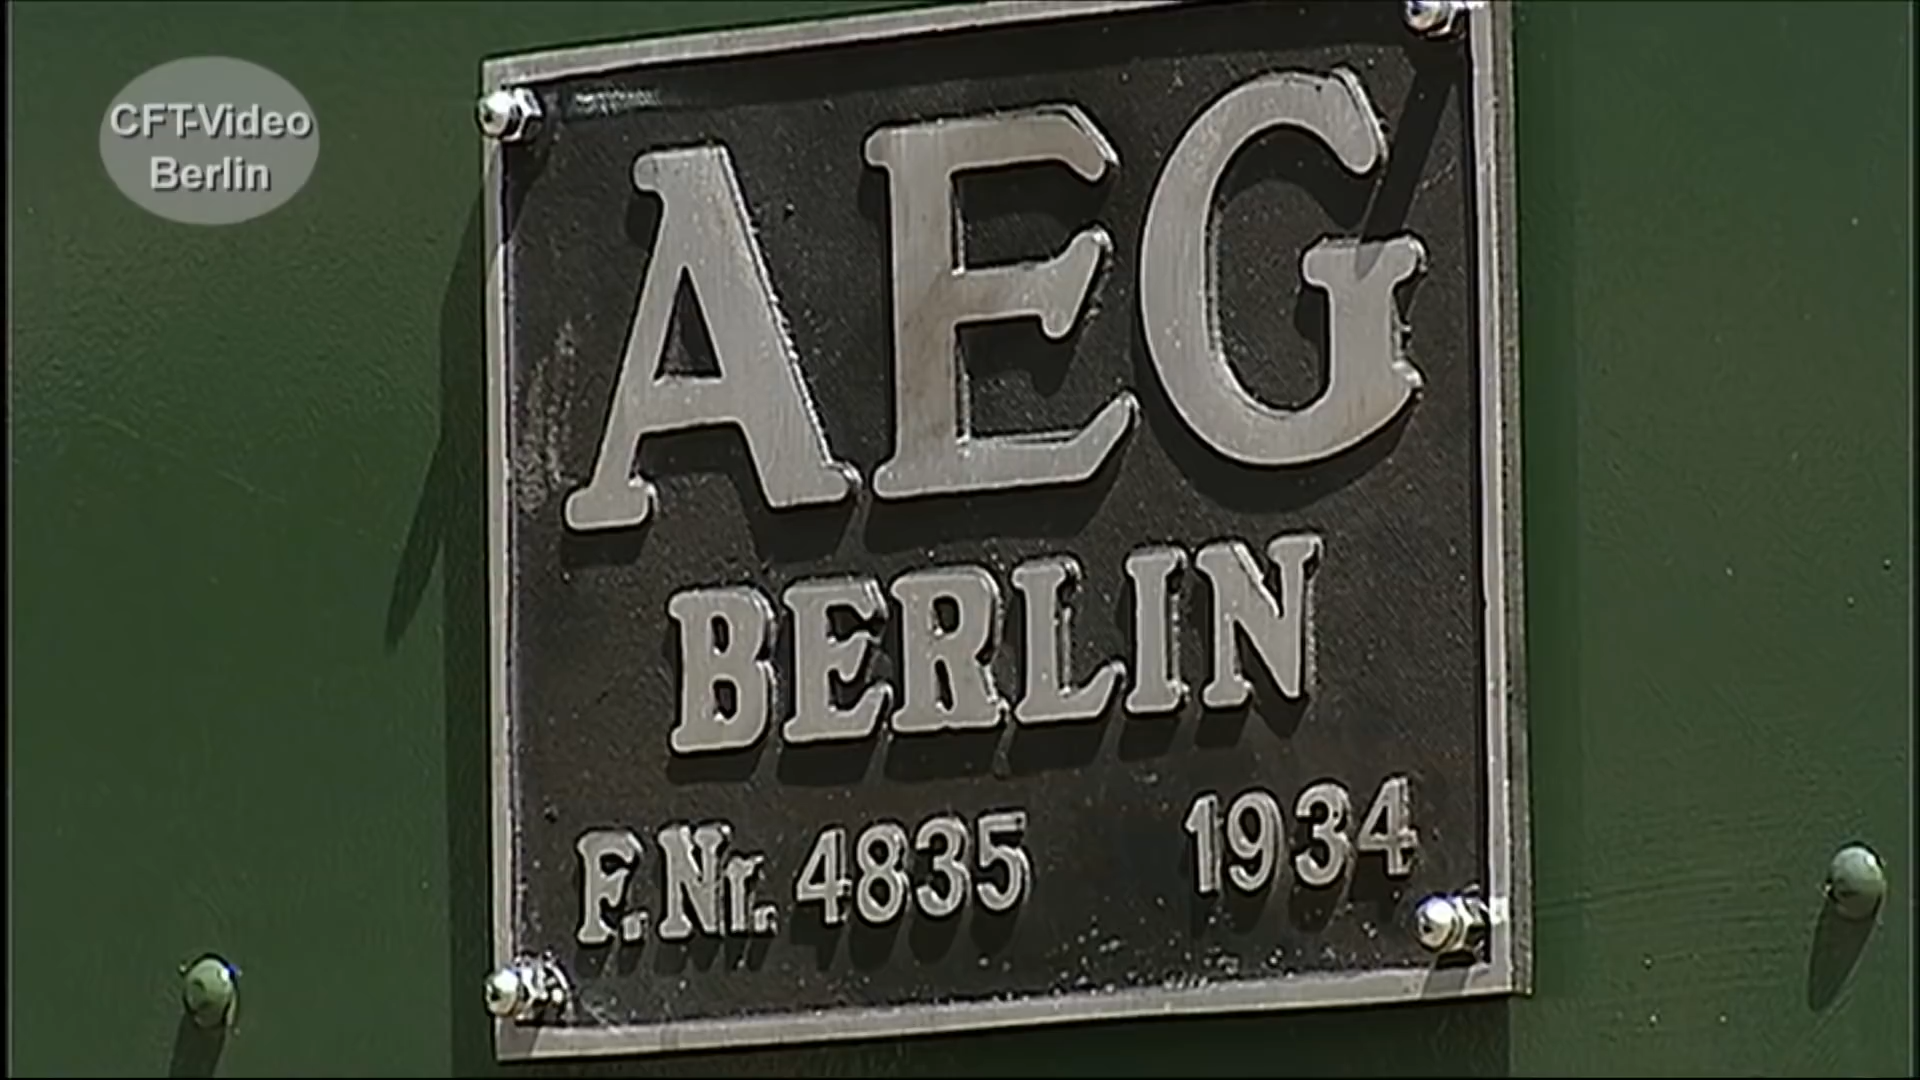 CFT-Video
Berlin
AEG
BERLIN
F.Nr. 4835 1934